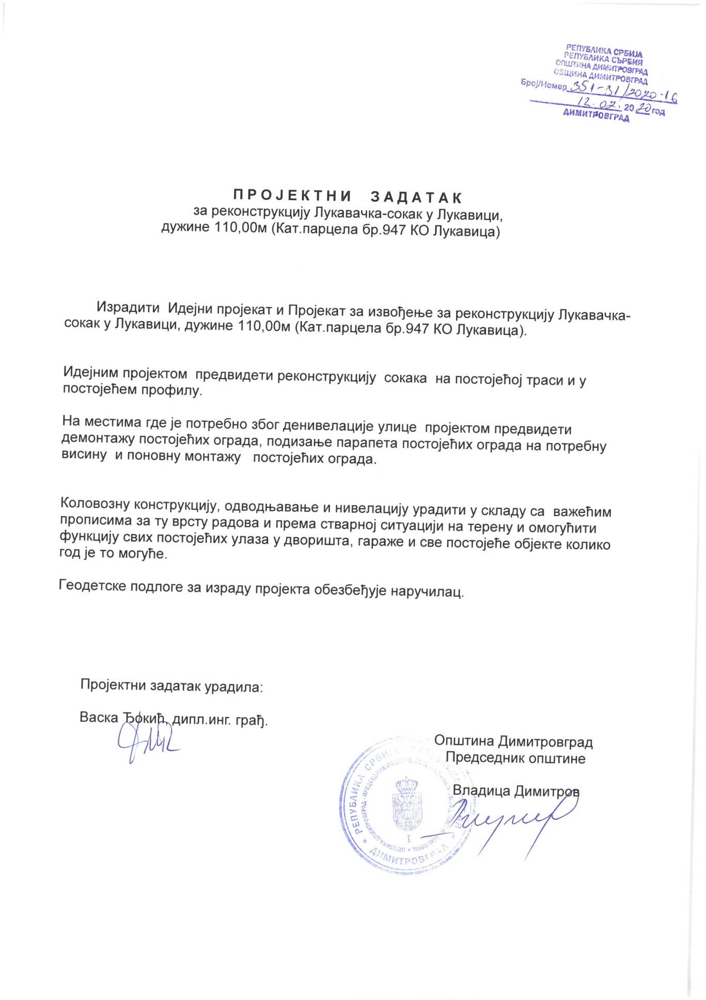 РЕПУБЛИКА СРБИЈА
РЕПУБЛИКА СЪРБИЯ
ОПШТИНА ДИМИТРОВГРАД
ОБЩИНА ДИМИТРОВГРАД
Број/Номер 351-31/2020-16
12.02.2020 год
ДИМИТРОВГРАД
ПРОЈЕКТНИ ЗАДАТАК
за реконструкцију Лукавачка-сокак у Лукавици,
дужине 110,00м (Кат.парцела бр.947 КО Лукавица)
Израдити Идејни пројекат и Пројекат за извођење за реконструкцију Лукавачка-
сокак у Лукавици, дужине 110,00м (Кат.парцела бр.947 КО Лукавица).
Идејним пројектом предвидети реконструкцију сокака на постојећој траси и у
постојећем профилу.
На местима где је потребно због денивелације улице пројектом предвидети
демонтажу постојећих ограда, подизање парапета постојећих ограда на потребну
висину и поновну монтажу постојећих ограда.
Коловозну конструкцију, одводњавање и нивелацију урадити у складу са важећим
прописима за ту врсту радова и према стварној ситуацији на терену и омогућити
функцију свих постојећих улаза у дворишта, гараже и све постојеће објекте колико
год је то могуће.
Геодетске подлоге за израду пројекта обезбеђује наручилац.
Пројектни задатак урадила:
Васка Ђокић, дипл.инг. грађ.
Општина Димитровград
Председник општине
Владица Димитров
РЕПУБЛИКА СРБИЈА
ОПШТИНА ДИМИТРОВГРАД - ПРЕДСЕДНИК ОПШТИНЕ
ДИМИТРОВГРАД
I